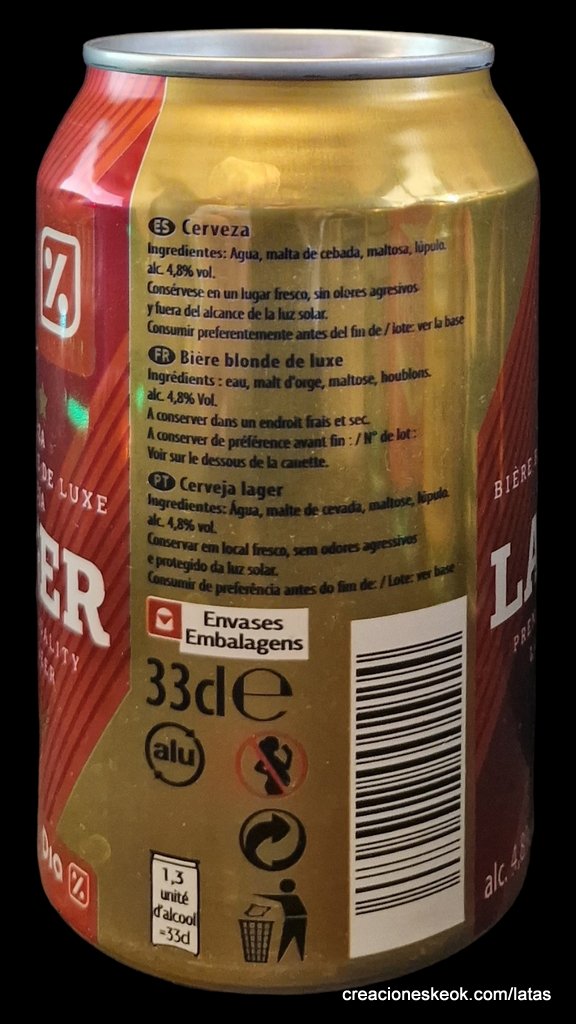 ES Cerveza
Ingredientes: Agua, malta de cebada, maltosa, lúpulo.
alc. 4,8% vol.
Consérvese en un lugar fresco, sin olores agresivos
y fuera del alcance de la luz solar.
Consumir preferentemente antes del fin de / lote: ver la base
FR Bière blonde de luxe
Ingrédients : eau, malt d'orge, maltose, houblons.
alc. 4,8% Vol.
A conserver dans un endroit frais et sec.
A conserver de préférence avant fin : / N° de lot :
Voir sur le dessous de la canette.
PT Cerveja lager
Ingredientes: Água, malte de cevada, maltose, lúpulo.
alc. 4,8% vol.
Conservar em local fresco, sem odores agressivos
e protegido da luz solar.
Consumir de preferência antes do fim de: / Lote: ver base
Envases
Embalagens
33cl e
alu
1,3
unité
d'alcool
=33cl
%
DE LUXE
ER
ALITY
Dia %
BIÈRE
LA
PRE
alc. 4,8
creacioneskeok.com/latas